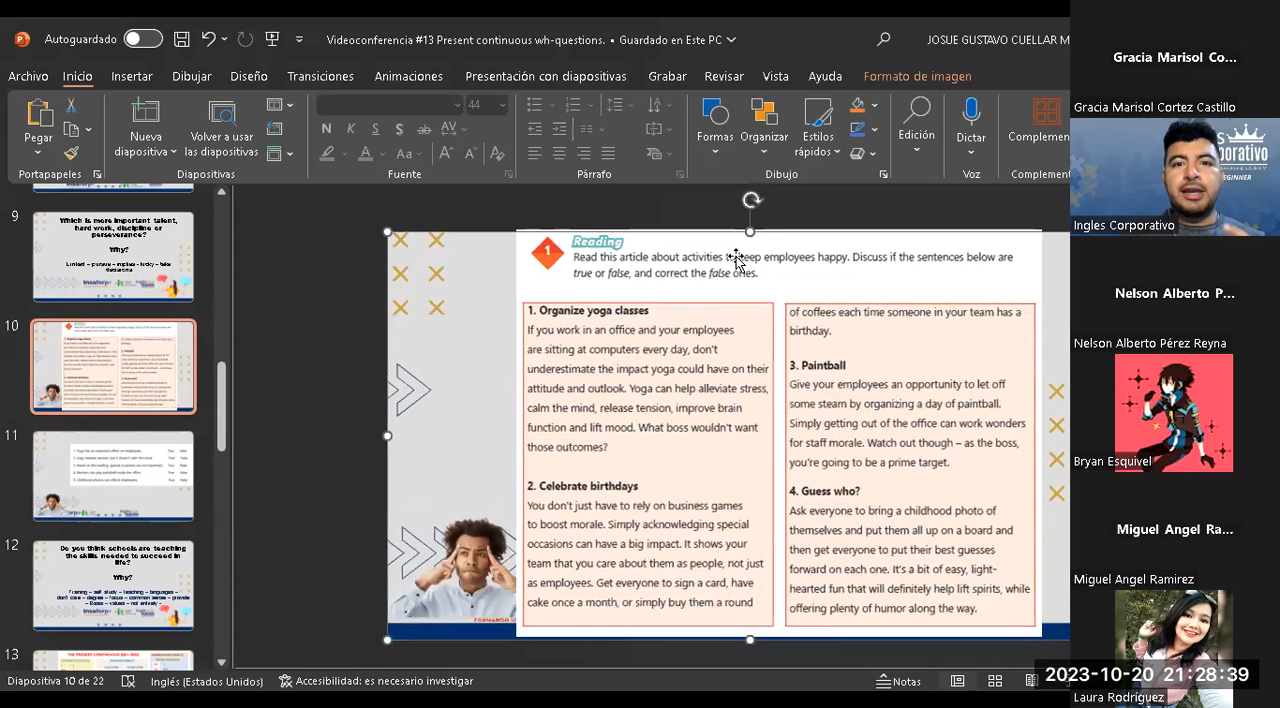 Autoguardado
Videoconferencia #13 Present continuous wh-questions. • Guardado en Este PC
JOSUE GUSTAVO CUELLAR M
Archivo Inicio Insertar Dibujar Diseño Transiciones Animaciones Presentación con diapositivas Grabar Revisar Vista Ayuda Formato de imagen
44
Pegar
Nueva diapositiva
Volver a usar las diapositivas
N K S S ab AV
Aa A A
Formas
Organizar
Estilos rápidos
Edición
Dictar
Complemen
Portapapeles
Diapositivas
Fuente
Párrafo
Dibujo
Voz
Complement
9
Which is more important talent,
hard work, discipline or
perseverance?
Why?
10
11
12
Do you think schools are teaching
the skills needed to succeed in
life?
Why?
13
1
Reading
Read this article about activities to keep employees happy. Discuss if the sentences below are
true or false, and correct the false ones.
1. Organize yoga classes
If you work in an office and your employees
are sitting at computers every day, don't
underestimate the impact yoga could have on their
attitude and outlook. Yoga can help alleviate stress,
calm the mind, release tension, improve brain
function and lift mood. What boss wouldn't want
those outcomes?
2. Celebrate birthdays
You don't just have to rely on business games
to boost morale. Simply acknowledging special
occasions can have a big impact. It shows your
team that you care about them as people, not just
as employees. Get everyone to sign a card, have
cake once a month, or simply buy them a round
of coffees each time someone in your team has a
birthday.
3. Paintball
Give your employees an opportunity to let off
some steam by organizing a day of paintball.
Simply getting out of the office can work wonders
for staff morale. Watch out though – as the boss,
you're going to be a prime target.
4. Guess who?
Ask everyone to bring a childhood photo of
themselves and put them all up on a board and
then get everyone to put their best guesses
forward on each one. It's a bit of easy, light-
hearted fun that will definitely help lift spirits, while
offering plenty of humor along the way.
Diapositiva 10 de 22
Inglés (Estados Unidos)
Accesibilidad: es necesario investigar
Notas
Gracia Marisol Co...
Gracia Marisol Cortez Castillo
Ingles Corporativo
Nelson Alberto P...
Nelson Alberto Pérez Reyna
Bryan Esquivel
Miguel Angel Ra...
Miguel Angel Ramirez
2023-10-20 21:28:39
Laura Rodríguez